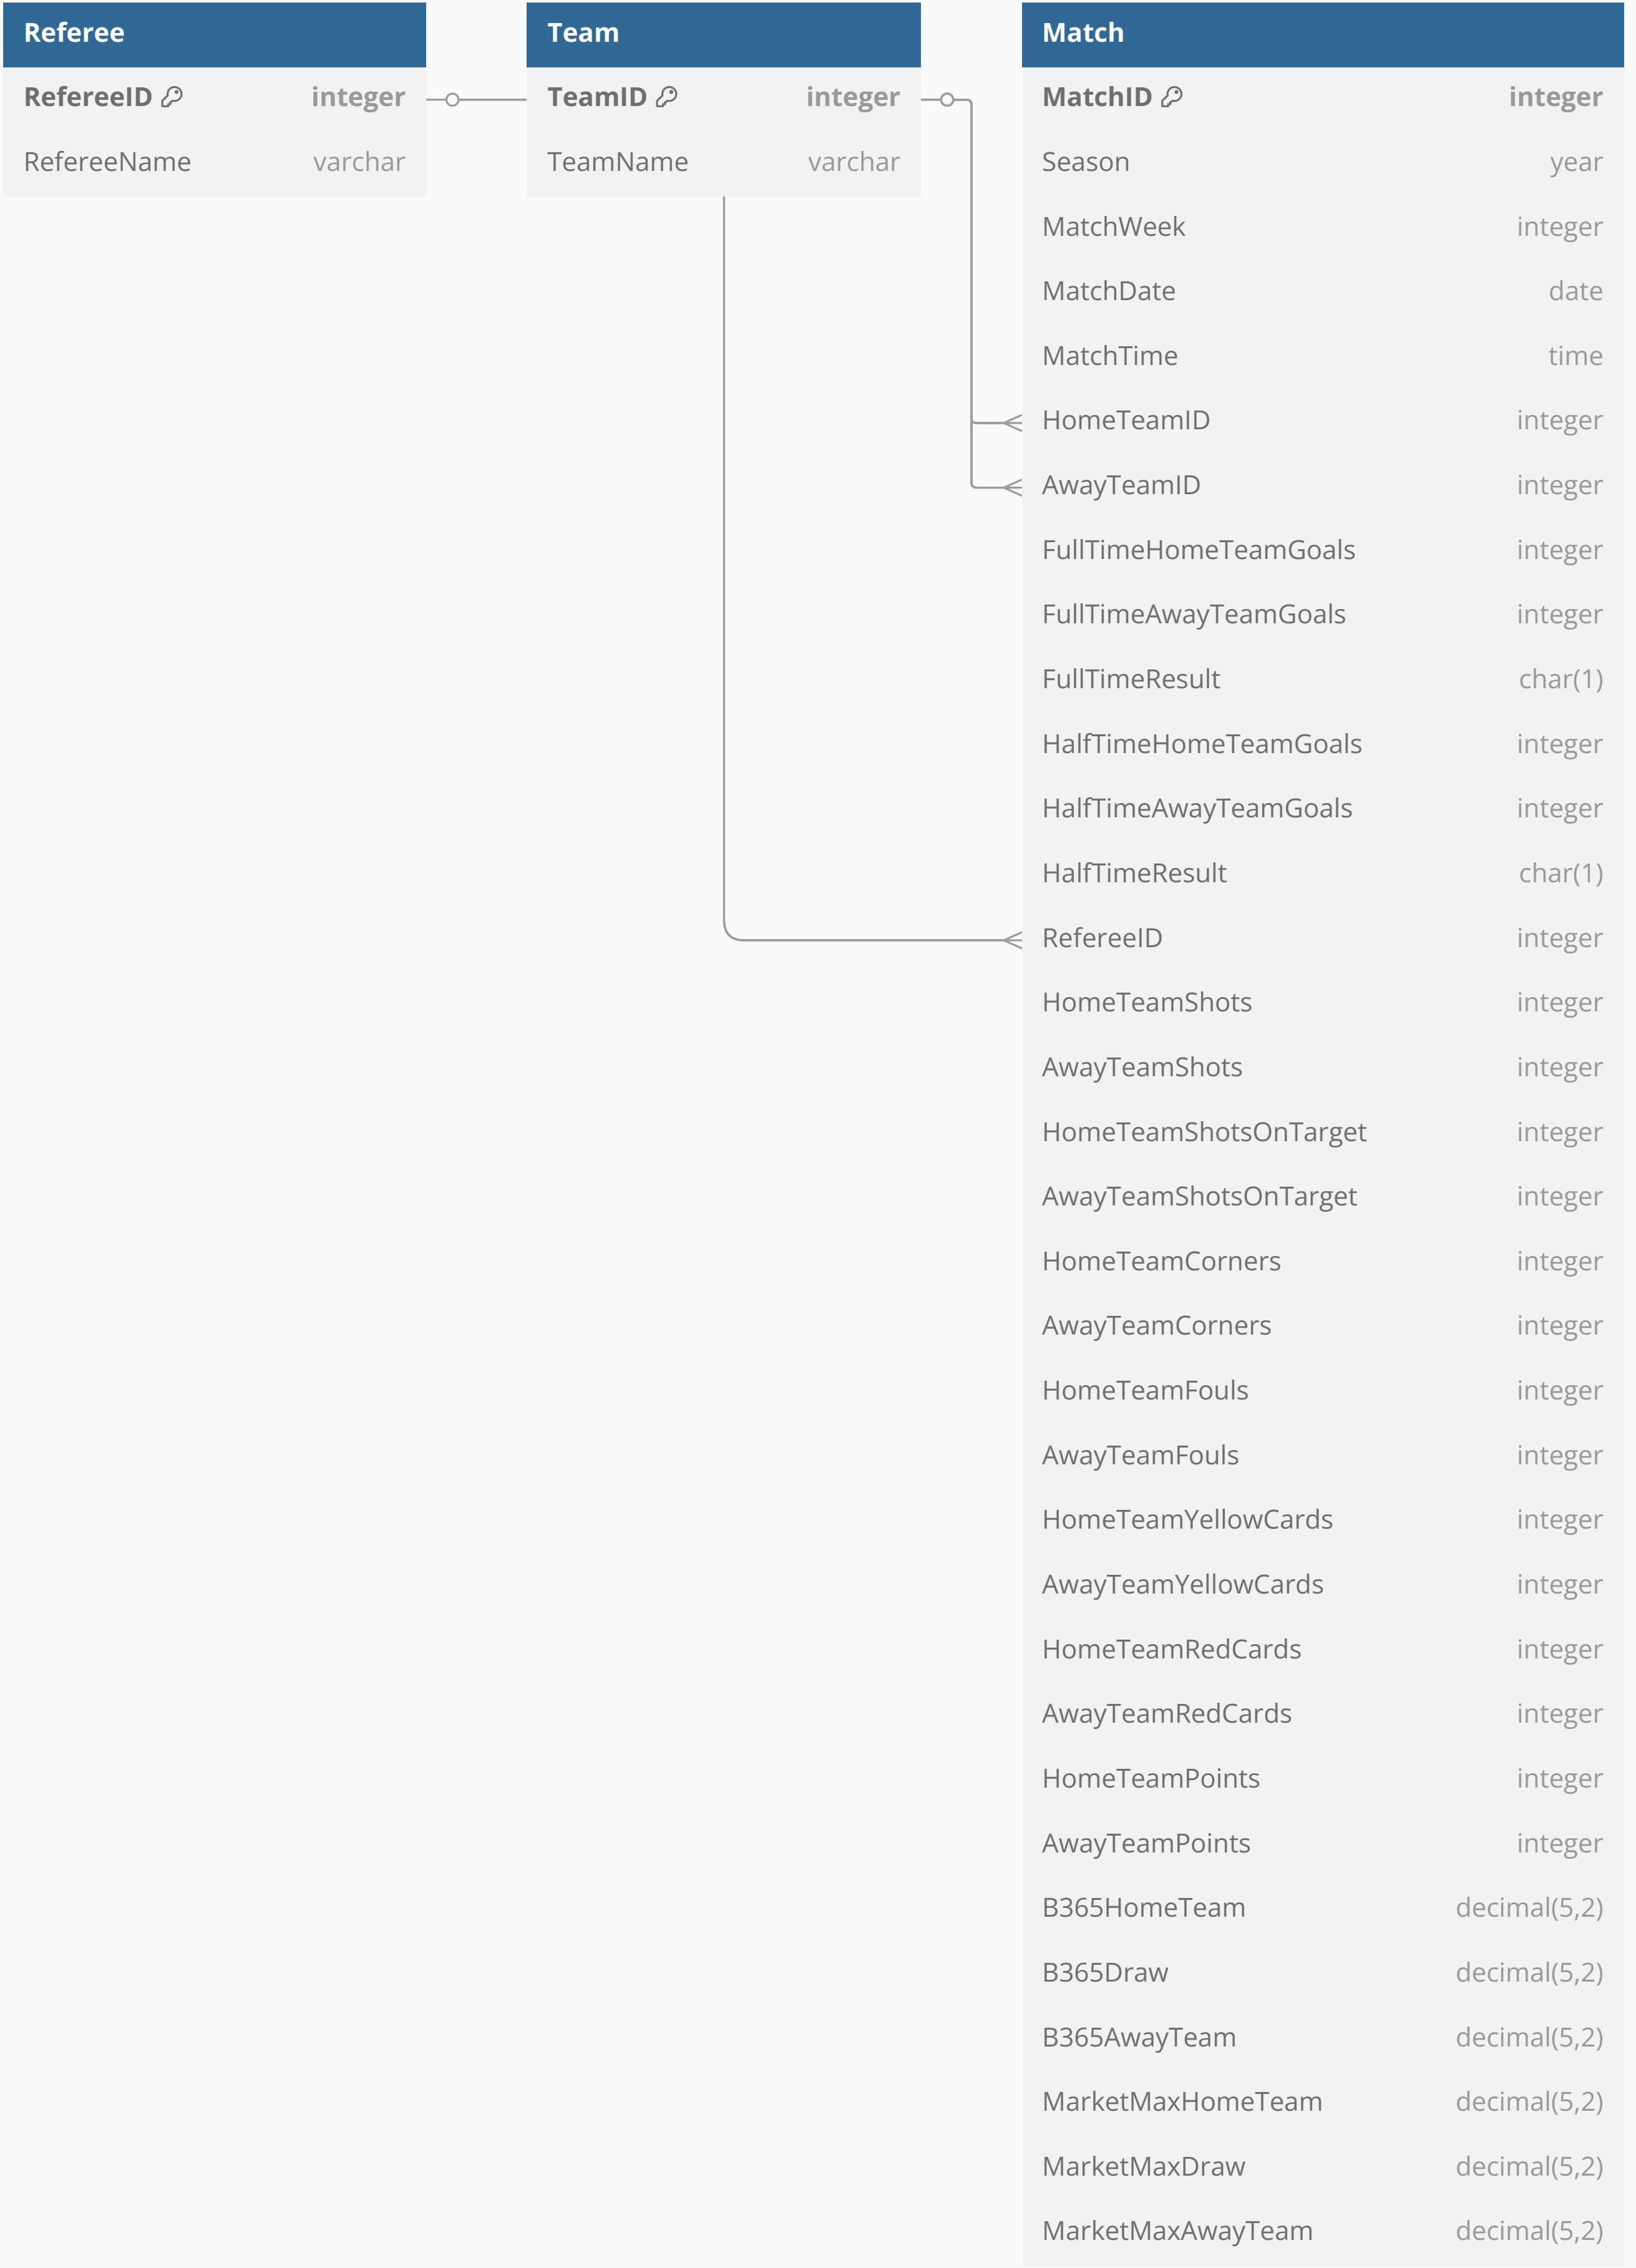 Referee
RefereeID integer
RefereeName varchar
Team
TeamID integer
TeamName varchar
Match
MatchID integer
Season year
MatchWeek integer
MatchDate date
MatchTime time
HomeTeamID integer
AwayTeamID integer
FullTimeHomeTeamGoals integer
FullTimeAwayTeamGoals integer
FullTimeResult char(1)
HalfTimeHomeTeamGoals integer
HalfTimeAwayTeamGoals integer
HalfTimeResult char(1)
RefereeID integer
HomeTeamShots integer
AwayTeamShots integer
HomeTeamShotsOnTarget integer
AwayTeamShotsOnTarget integer
HomeTeamCorners integer
AwayTeamCorners integer
HomeTeamFouls integer
AwayTeamFouls integer
HomeTeamYellowCards integer
AwayTeamYellowCards integer
HomeTeamRedCards integer
AwayTeamRedCards integer
HomeTeamPoints integer
AwayTeamPoints integer
B365HomeTeam decimal(5,2)
B365Draw decimal(5,2)
B365AwayTeam decimal(5,2)
MarketMaxHomeTeam decimal(5,2)
MarketMaxDraw decimal(5,2)
MarketMaxAwayTeam decimal(5,2)